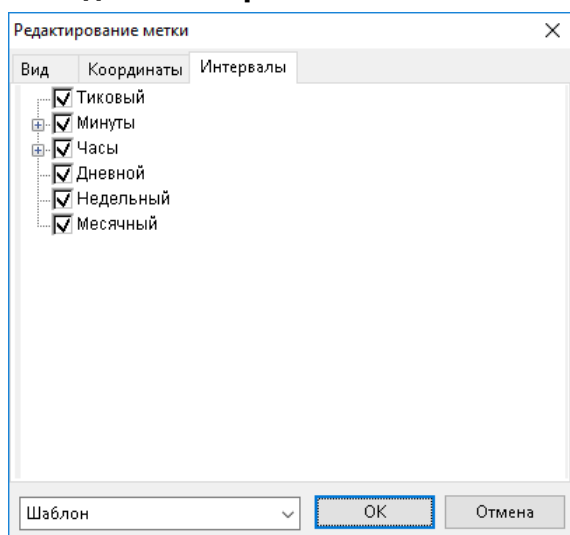 Редактирование метки
Вид Координаты Интервалы
Тиковый
Минуты
Часы
Дневной
Недельный
Месячный
Шаблон OK Отмена